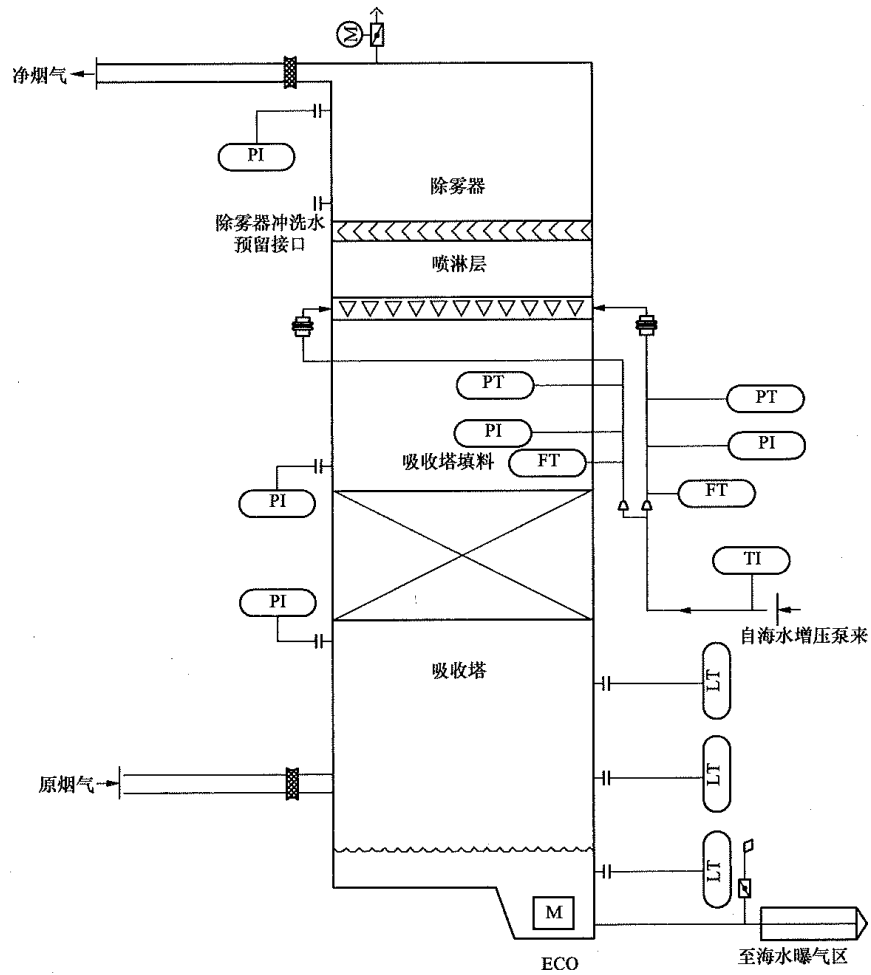 M
净烟气
PI
除雾器
除雾器冲洗水
预留接口
喷淋层
PT
PT
PI
PI
吸收塔填料
FT
PI
FT
TI
PI
自海水增压泵来
吸收塔
LT
原烟气
LT
LT
M
至海水曝气区
ECO